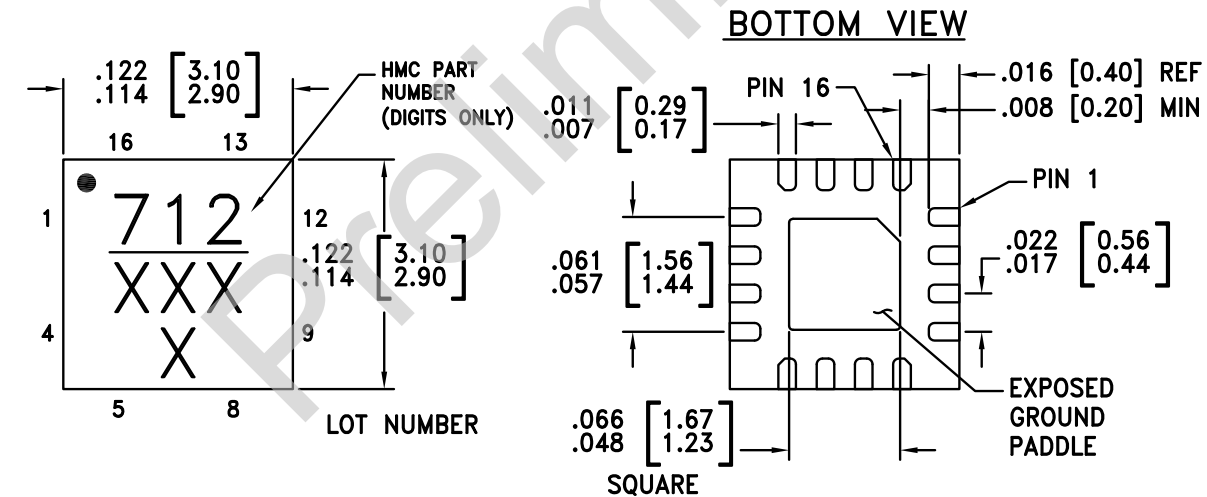 BOTTOM VIEW
.122 [3.10]
.114 [2.90]
HMC PART
NUMBER
(DIGITS ONLY)
16 13
712
XXX
X
1
4
12
9
5 8
.122 [3.10]
.114 [2.90]
LOT NUMBER
.011 [0.29]
.007 [0.17]
PIN 16
.016 [0.40] REF
.008 [0.20] MIN
PIN 1
.061 [1.56]
.057 [1.44]
.022 [0.56]
.017 [0.44]
.066 [1.67]
.048 [1.23]
SQUARE
EXPOSED
GROUND
PADDLE
Prelim